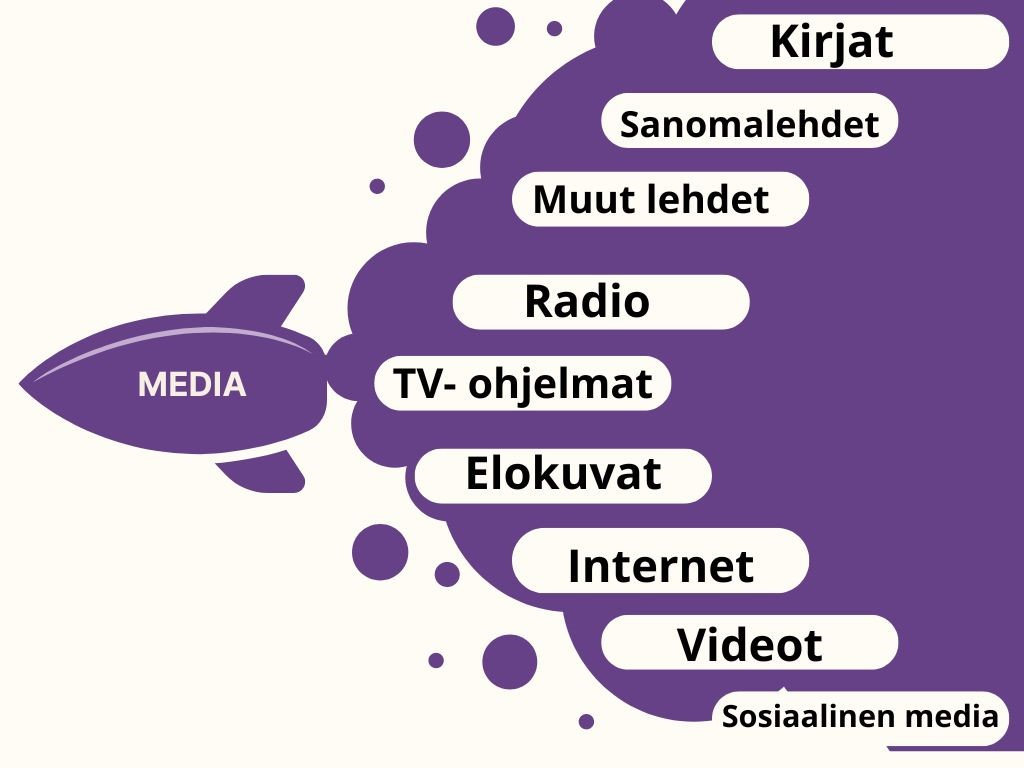 Kirjat
Sanomalehdet
Muut lehdet
Radio
MEDIA
TV- ohjelmat
Elokuvat
Internet
Videot
Sosiaalinen media